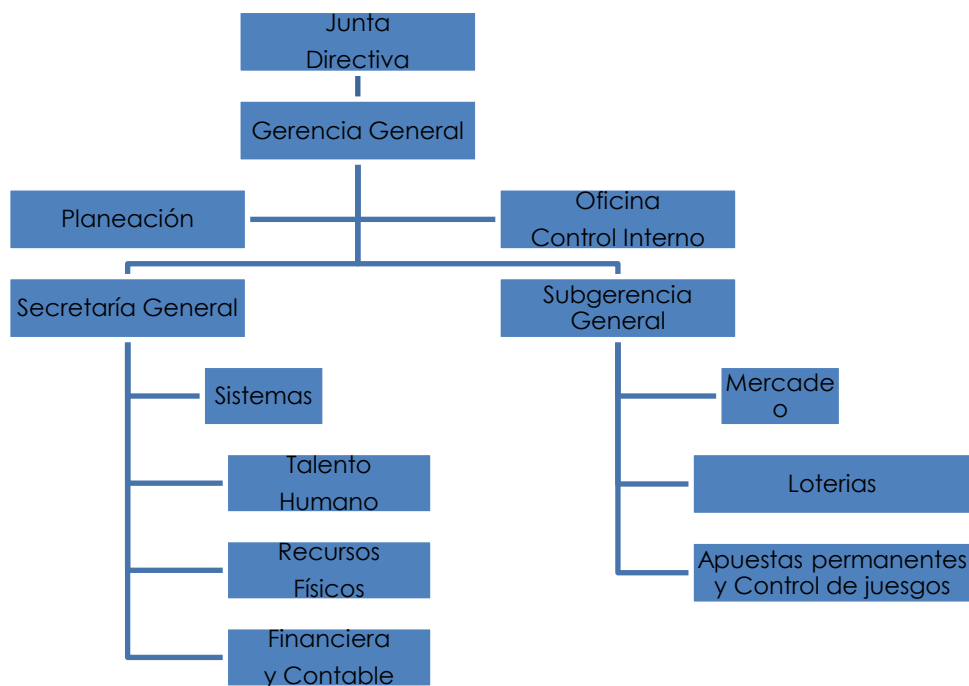 Junta
Directiva
Gerencia General
Planeación
Oficina
Control Interno
Secretaría General
Subgerencia
General
Sistemas
Mercade
o
Talento
Humano
Loterias
Recursos
Físicos
Apuestas permanentes
y Control de juesgos
Financiera
y Contable